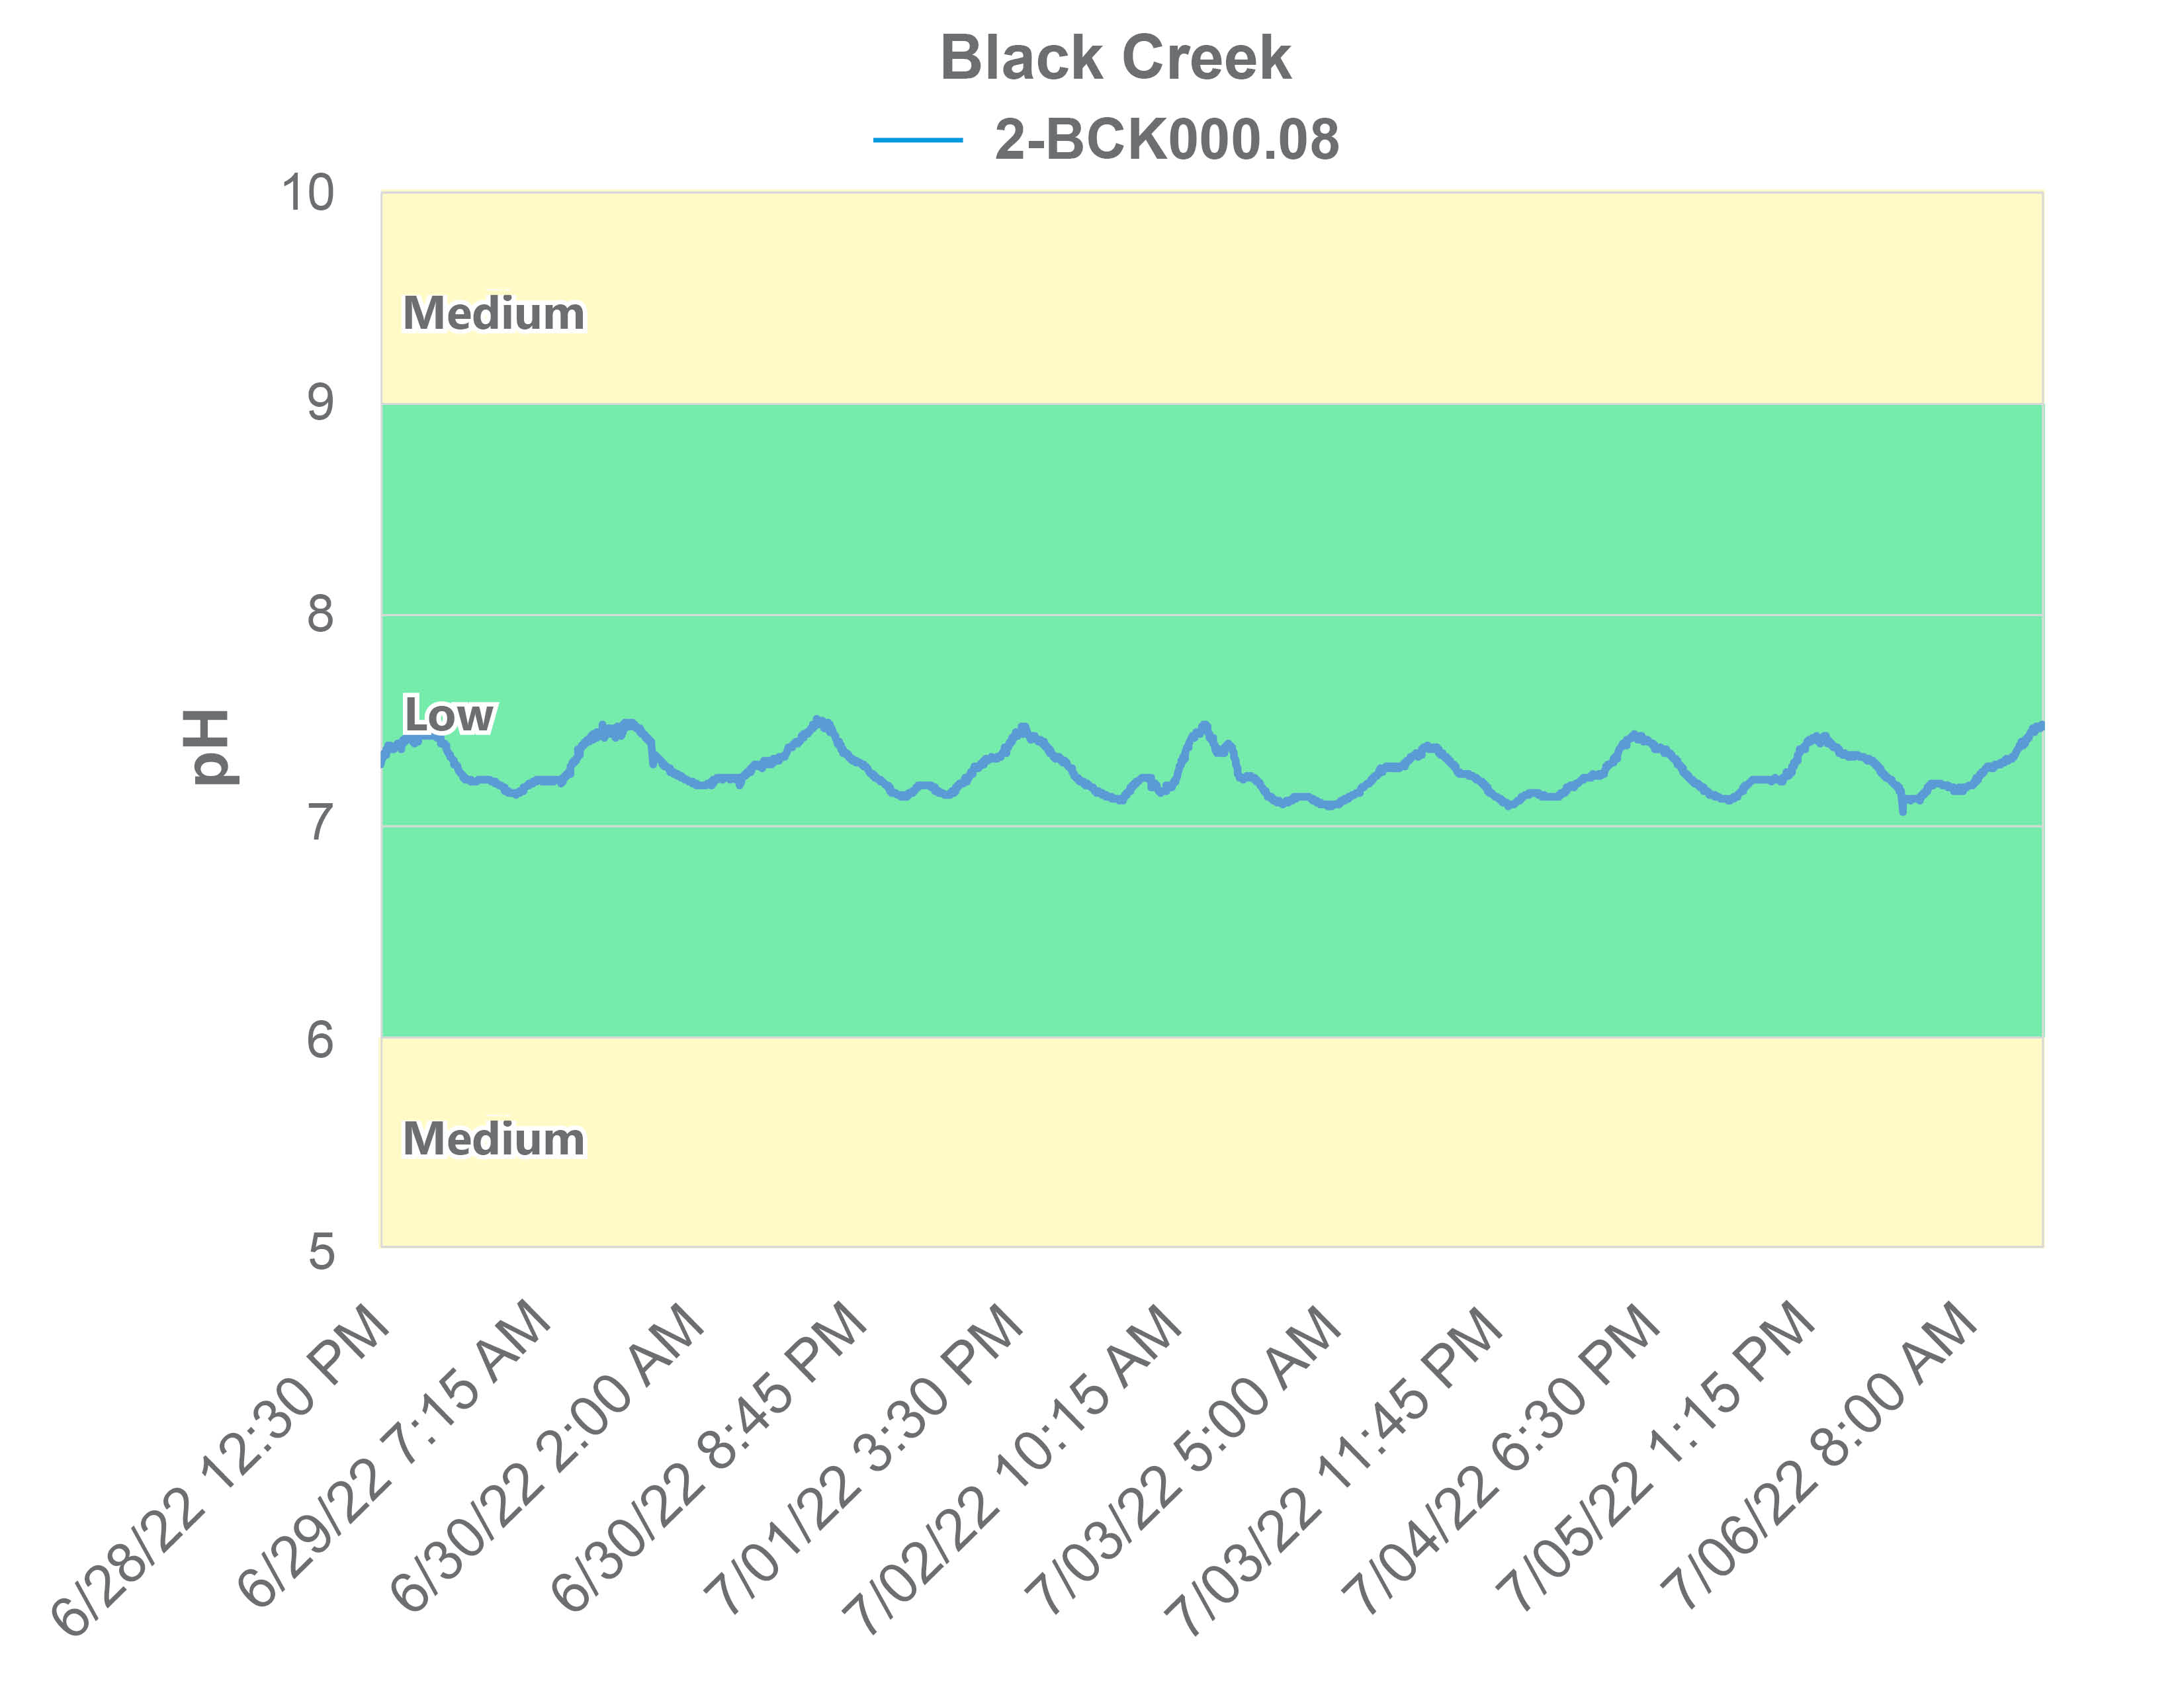 Black Creek
2-BCK000.08
10
Medium
9
8
Low
7
6
Medium
5
pH
6/28/22 12:30 PM
6/29/22 7:15 AM
6/30/22 2:00 AM
6/30/22 8:45 PM
7/01/22 3:30 PM
7/02/22 10:15 AM
7/03/22 5:00 AM
7/03/22 11:45 PM
7/04/22 6:30 PM
7/05/22 1:15 PM
7/06/22 8:00 AM